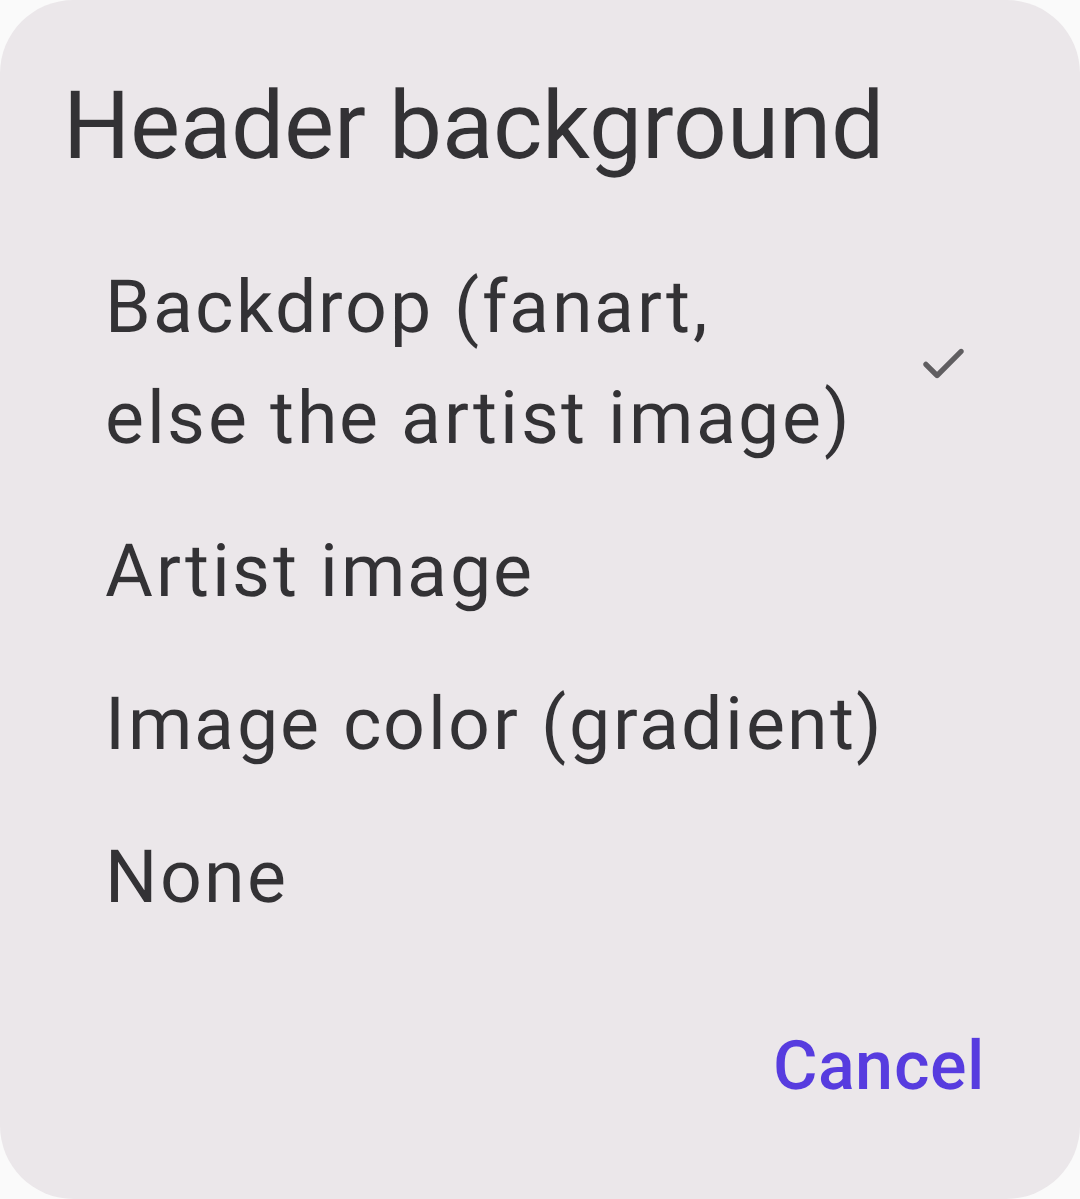 Header background
Backdrop (fanart,
else the artist image)
Artist image
Image color (gradient)
None
Cancel